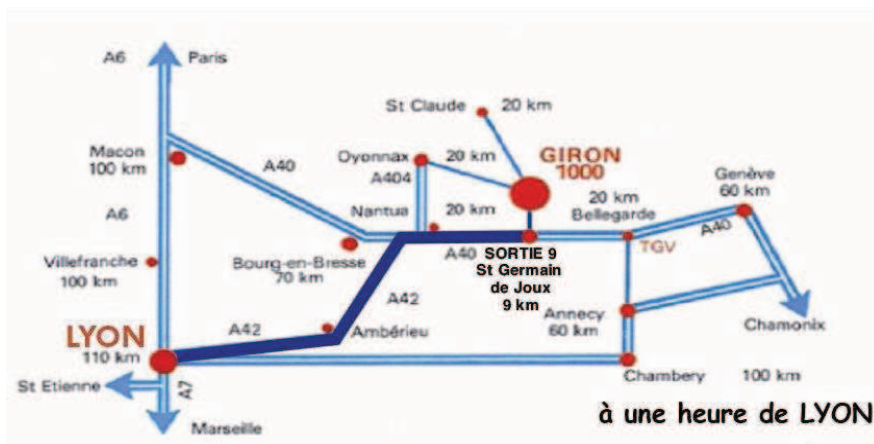 A6
Paris
St Claude
20 km
Macon
100 km
A40
Oyonnax
20 km
GIRON
1000
A404
Genève
60 km
A6
Nantua
20 km
20 km
Bellegarde
A40
TGV
Villefranche
100 km
Bourg-en-Bresse
70 km
A40
SORTIE 9
St Germain
de Joux
9 km
A42
Annecy
60 km
Chamonix
LYON
110 km
A42
Ambérieu
St Etienne
A7
Chambery
100 km
Marseille
à une heure de LYON